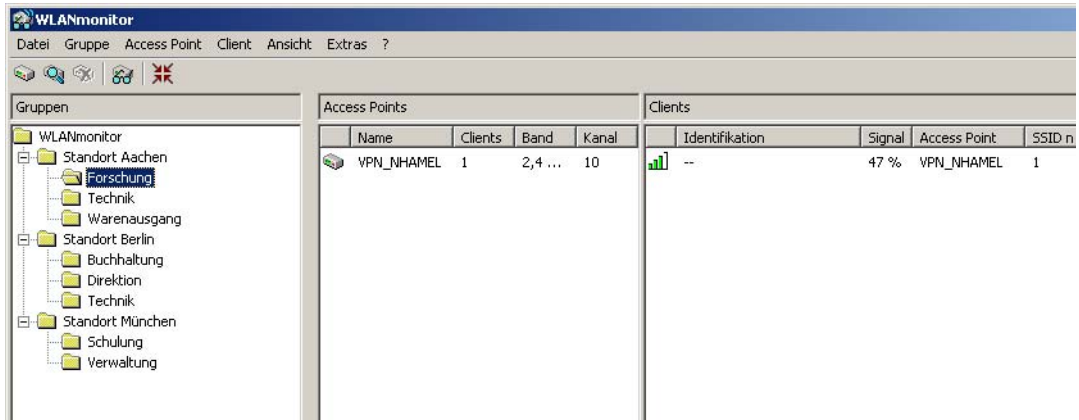 WLANmonitor
Datei Gruppe Access Point Client Ansicht Extras ?
Gruppen
WLANmonitor
Standort Aachen
Forschung
Technik
Warenausgang
Standort Berlin
Buchhaltung
Direktion
Technik
Standort München
Schulung
Verwaltung
Access Points
Name Clients Band Kanal
VPN_NHAMEL 1 2,4 ... 10
Clients
Identifikation Signal Access Point SSID n
-- 47 % VPN_NHAMEL 1